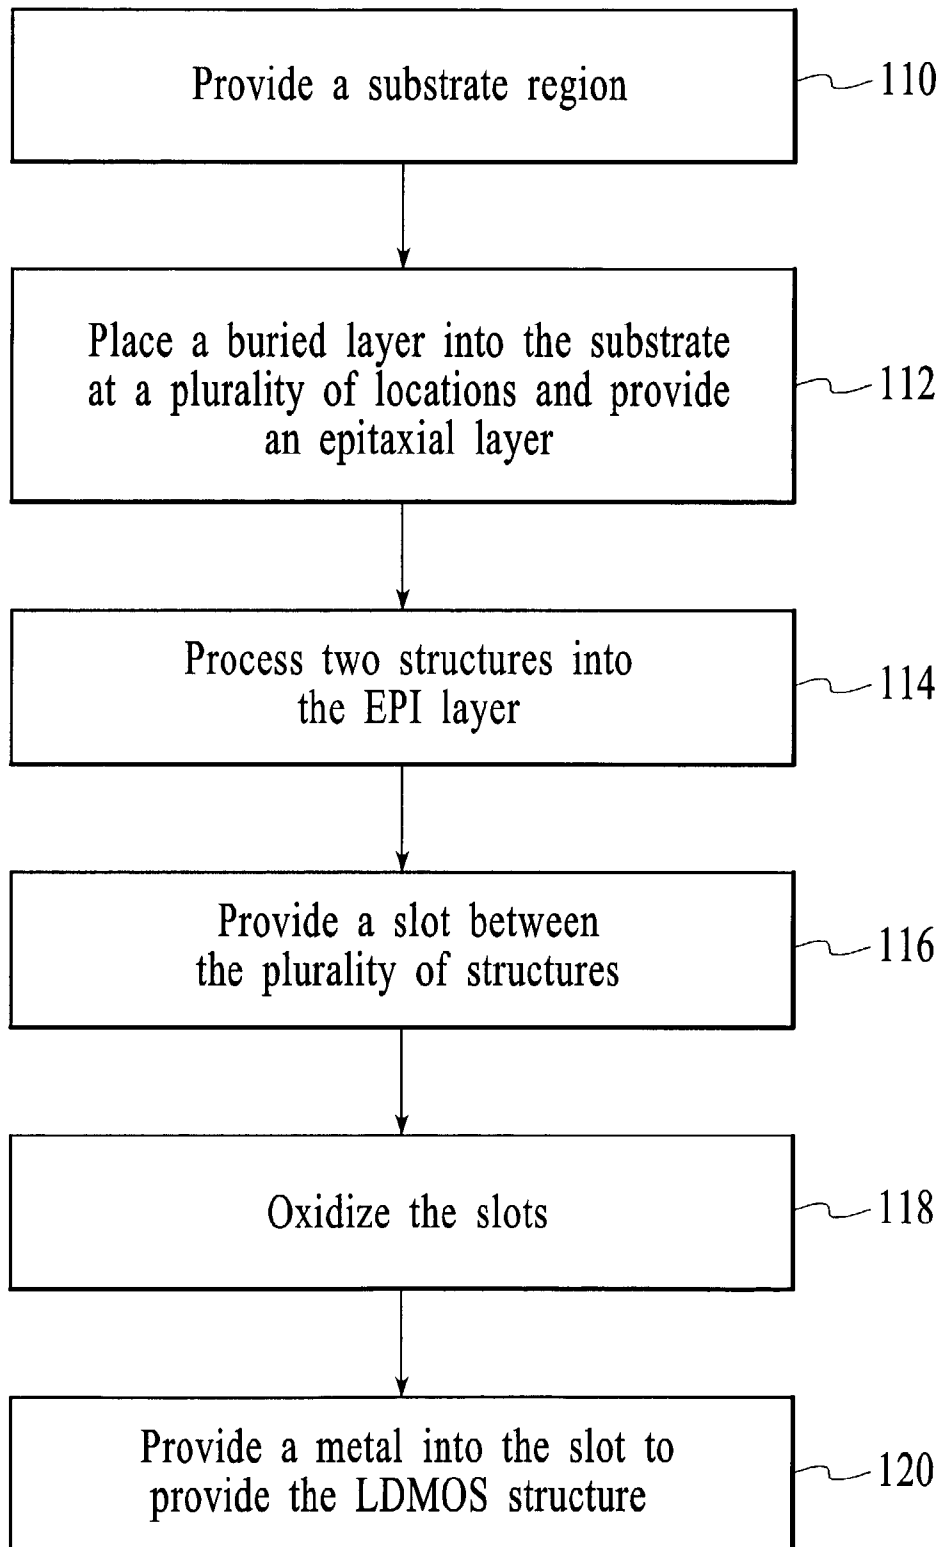 Provide a substrate region
110
Place a buried layer into the substrate
at a plurality of locations and provide
an epitaxial layer
112
Process two structures into
the EPI layer
114
Provide a slot between
the plurality of structures
116
Oxidize the slots
118
Provide a metal into the slot to
provide the LDMOS structure
120